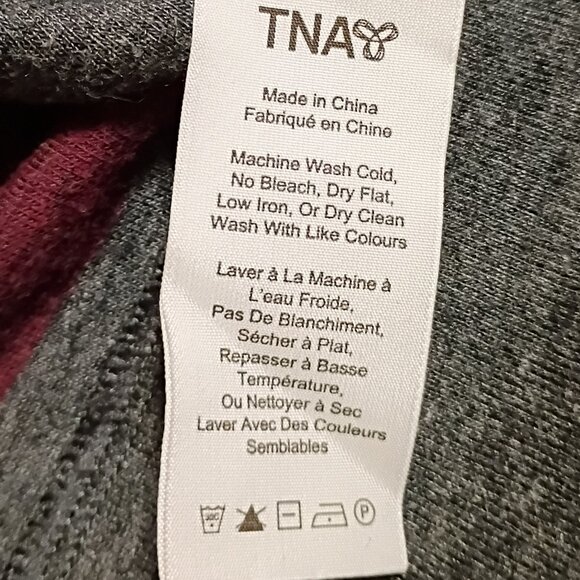 TNA
Made in China
Fabriqué en Chine
Machine Wash Cold,
No Bleach, Dry Flat,
Low Iron, Or Dry Clean
Wash With Like Colours
Laver à La Machine à
L'eau Froide,
Pas De Blanchiment,
Sécher à Plat,
Repasser à Basse
Température,
Ou Nettoyer à Sec
Laver Avec Des Couleurs
Semblables
30C P